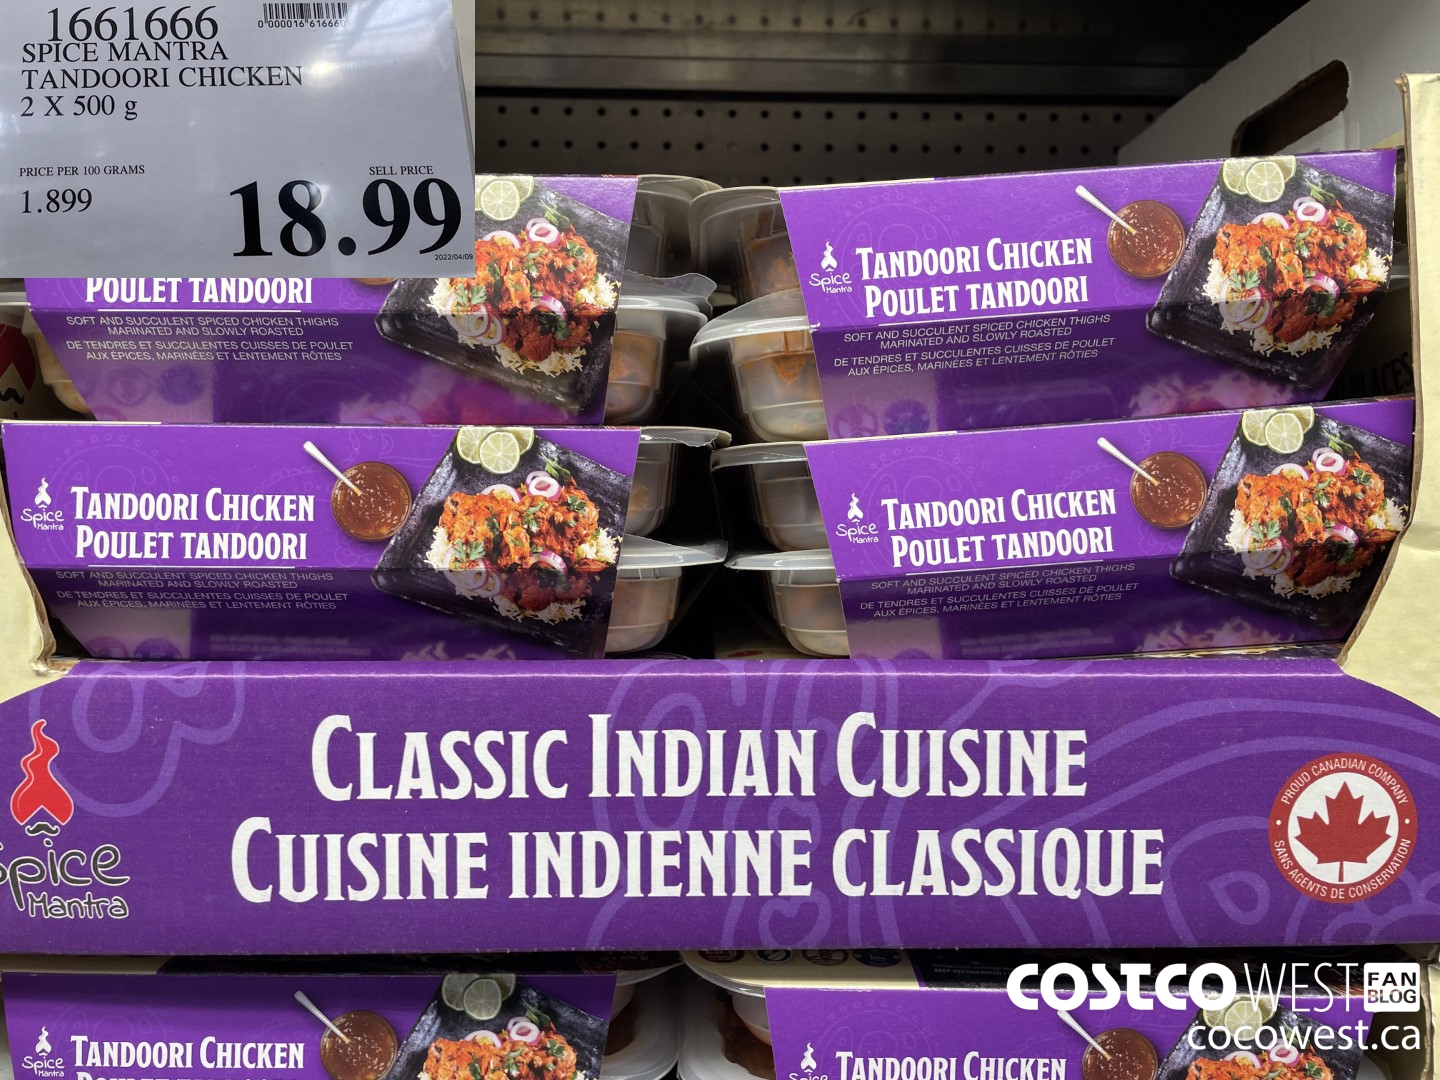 1661666
0 000016 616660
SPICE MANTRA
TANDOORI CHICKEN
2 X 500 g
PRICE PER 100 GRAMS
1.899
SELL PRICE
18.99
2022/04/09
POULET TANDOORI
SOFT AND SUCCULENT SPICED CHICKEN THIGHS
MARINATED AND SLOWLY ROASTED
DE TENDRES ET SUCCULENTES CUISSES DE POULET
AUX ÉPICES, MARINÉES ET LENTEMENT RÔTIES
Spice
Mantra
TANDOORI CHICKEN
POULET TANDOORI
SOFT AND SUCCULENT SPICED CHICKEN THIGHS
MARINATED AND SLOWLY ROASTED
DE TENDRES ET SUCCULENTES CUISSES DE POULET
AUX ÉPICES, MARINÉES ET LENTEMENT RÔTIES
Spice
Mantra
TANDOORI CHICKEN
POULET TANDOORI
SOFT AND SUCCULENT SPICED CHICKEN THIGHS
MARINATED AND SLOWLY ROASTED
DE TENDRES ET SUCCULENTES CUISSES DE POULET
AUX ÉPICES, MARINÉES ET LENTEMENT RÔTIES
Spice
Mantra
TANDOORI CHICKEN
POULET TANDOORI
SOFT AND SUCCULENT SPICED CHICKEN THIGHS
MARINATED AND SLOWLY ROASTED
DE TENDRES ET SUCCULENTES CUISSES DE POULET
AUX ÉPICES, MARINÉES ET LENTEMENT RÔTIES
CLASSIC INDIAN CUISINE
CUISINE INDIENNE CLASSIQUE
Spice
Mantra
PROUD CANADIAN COMPANY
SANS AGENTS DE CONSERVATION
Spice
Mantra
TANDOORI CHICKEN
Spice
TANDOORI CHICKEN
COSTCO WEST FAN
BLOG
cocowest.ca